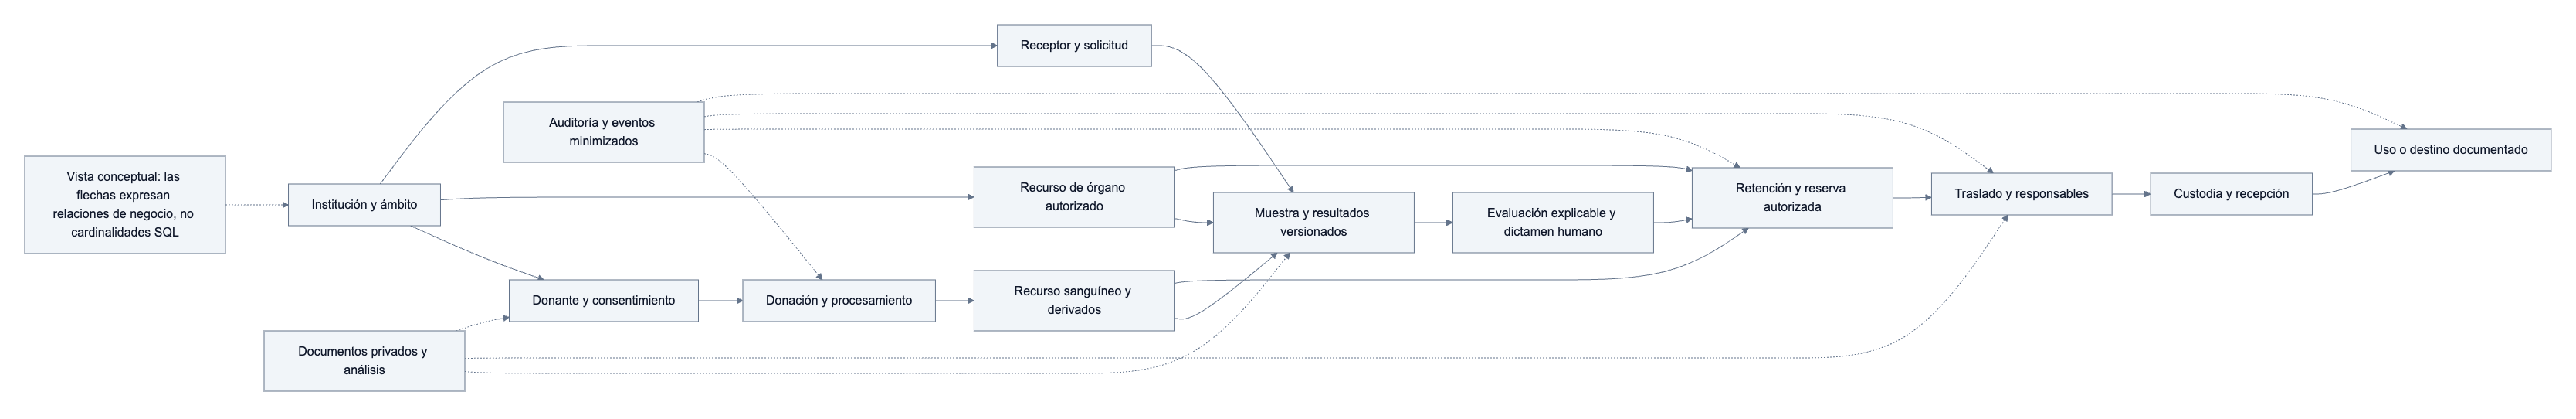 Receptor y solicitud
Auditoría y eventos
minimizados
Uso o destino documentado
Vista conceptual: las
flechas expresan
relaciones de negocio, no
cardinalidades SQL
Institución y ámbito
Recurso de órgano
autorizado
Muestra y resultados
versionados
Evaluación explicable y
dictamen humano
Retención y reserva
autorizada
Traslado y responsables
Custodia y recepción
Donante y consentimiento
Donación y procesamiento
Recurso sanguíneo y
derivados
Documentos privados y
análisis